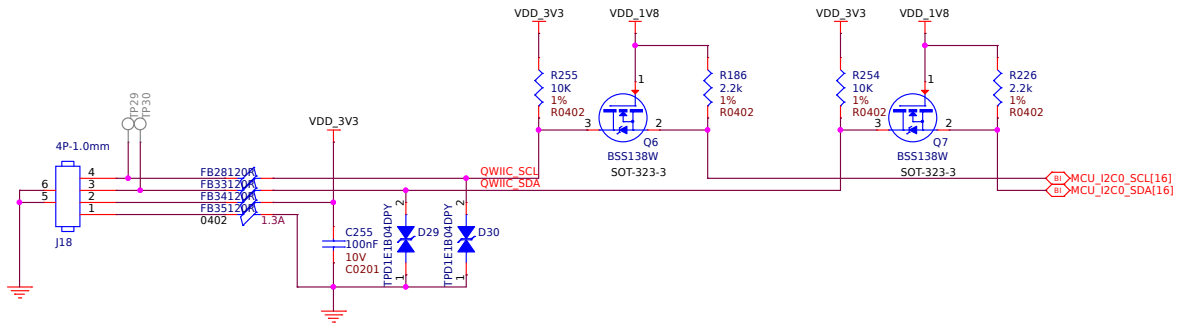 VDD_3V3
VDD_1V8
VDD_3V3
VDD_1V8
R255
10K
1%
R0402
1
3
2
Q6
BSS138W
SOT-323-3
R186
2.2k
1%
R0402
R254
10K
1%
R0402
1
3
2
Q7
BSS138W
SOT-323-3
R226
2.2k
1%
R0402
TP29
TP30
VDD_3V3
4P-1.0mm
6
5
4
3
2
1
J18
FB28120R
FB33120R
FB34120R
FB35120R
0402
1.3A
QWIIC_SCL
QWIIC_SDA
C255
100nF
10V
C0201
TPD1E1B04DPY
2
1
D29
TPD1E1B04DPY
2
1
D30
BI
MCU_I2C0_SCL[16]
BI
MCU_I2C0_SDA[16]